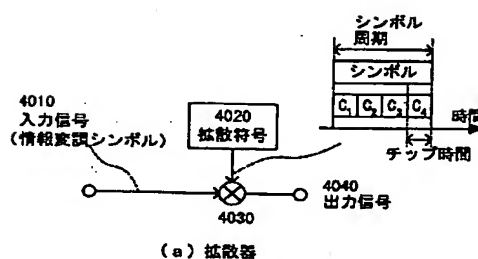 シンボル
周期
シンボル
C1 C2 C3 C4
時間
チップ時間
4010
入力信号
(情報変調シンボル)
4020
拡散符号
4030
4040
出力信号
(a) 拡散器